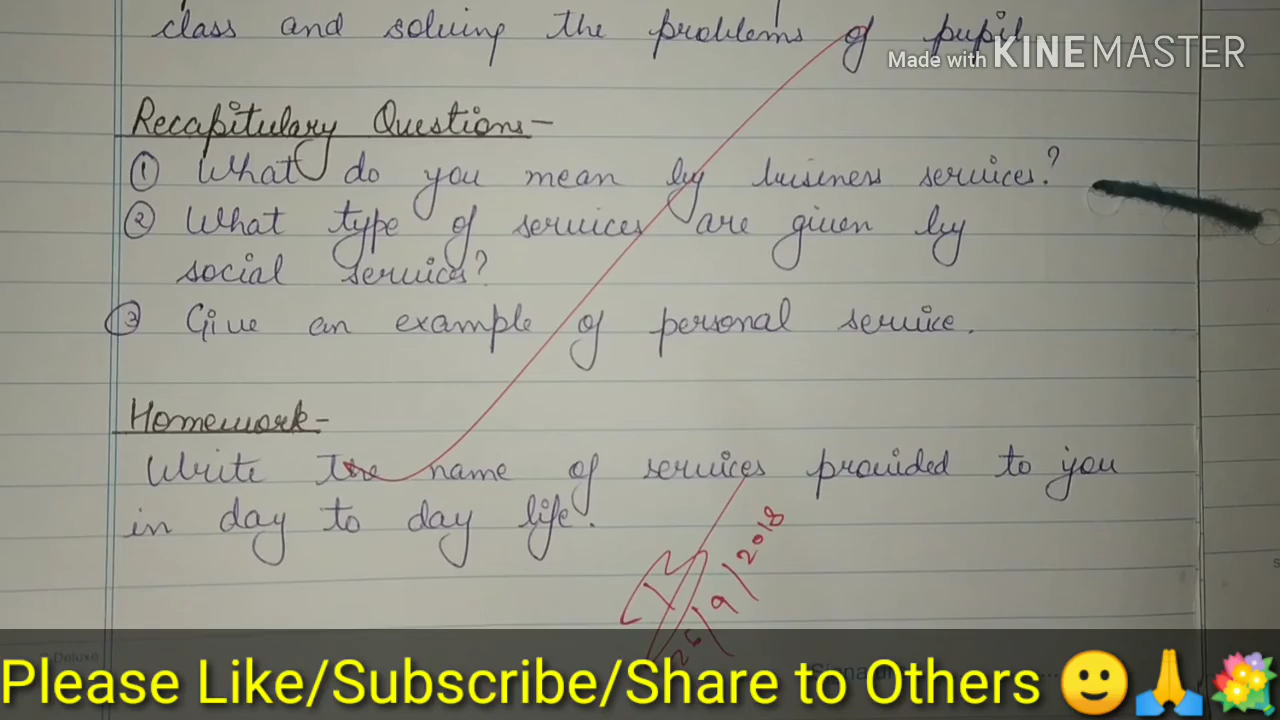 class and solving the problems of pupil
Made with KINEMASTER
Recapitulary Questions-
① What do you mean by business services?
② What type of services are given by
social services?
③ Give an example of personal service.
Homework-
Write the name of services provided to you
in day to day life.
/9/2018
Deluxe
Please Like/Subscribe/Share to Others 🙂🙏💐